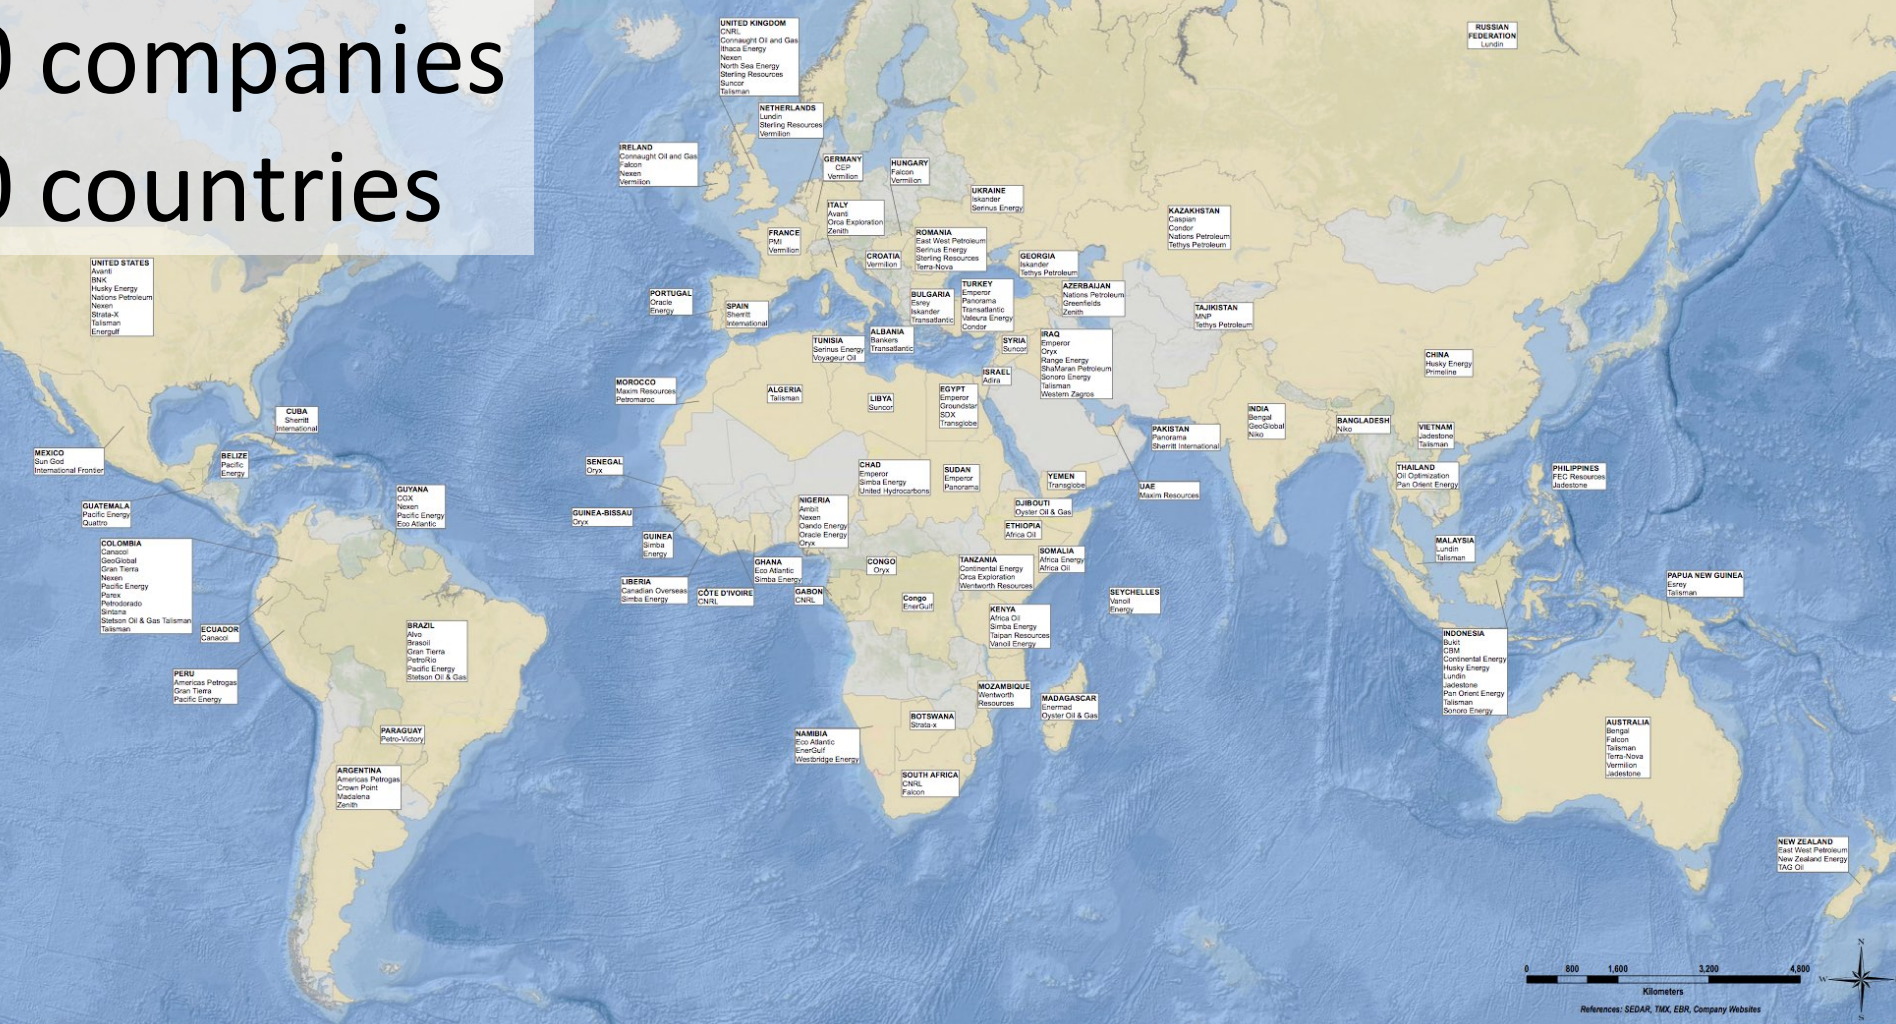 0 companies
0 countries
UNITED KINGDOM
CNRL
Connaught Oil and Gas
Ithaca Energy
Nexen
North Sea Energy
Sterling Resources
Suncor
Talisman
RUSSIAN
FEDERATION
Lundin
NETHERLANDS
Lundin
Sterling Resources
Vermilion
IRELAND
Connaught Oil and Gas
Falcon
Nexen
Vermilion
GERMANY
CEP
Vermilion
HUNGARY
Falcon
Vermilion
UKRAINE
Iskander
Serinus Energy
ITALY
Avanti
Orca Exploration
Zenith
KAZAKHSTAN
Caspian
Condor
Nations Petroleum
Tethys Petroleum
FRANCE
PMI
Vermilion
ROMANIA
East West Petroleum
Serinus Energy
Sterling Resources
Terra-Nova
CROATIA
Vermilion
GEORGIA
Iskander
Tethys Petroleum
UNITED STATES
Avanti
BNK
Husky Energy
Nations Petroleum
Nexen
Strata-X
Talisman
Energulf
PORTUGAL
Oracle
Energy
SPAIN
Sherritt
International
BULGARIA
Esrey
Iskander
Transatlantic
TURKEY
Emperor
Panorama
Transatlantic
Valeura Energy
Condor
AZERBAIJAN
Nations Petroleum
Greenfields
Zenith
TAJIKISTAN
MNP
Tethys Petroleum
ALBANIA
Bankers
Transatlantic
TUNISIA
Serinus Energy
Voyageur Oil
SYRIA
Suncor
IRAQ
Emperor
Oryx
Range Energy
ShaMaran Petroleum
Sonoro Energy
Talisman
Western Zagros
CHINA
Husky Energy
Primeline
ISRAEL
Adira
MOROCCO
Maxim Resources
Petromaroc
ALGERIA
Talisman
LIBYA
Suncor
EGYPT
Emperor
Groundstar
SDX
Transglobe
CUBA
Sherritt
International
INDIA
Bengal
GeoGlobal
Niko
BANGLADESH
Niko
PAKISTAN
Panorama
Sherritt International
VIETNAM
Jadestone
Talisman
MEXICO
Sun God
International Frontier
BELIZE
Pacific
Energy
SENEGAL
Oryx
CHAD
Emperor
Simba Energy
United Hydrocarbons
SUDAN
Emperor
Panorama
YEMEN
Transglobe
UAE
Maxim Resources
THAILAND
Oil Optimization
Pan Orient Energy
PHILIPPINES
FEC Resources
Jadestone
GUYANA
CGX
Nexen
Pacific Energy
Eco Atlantic
GUATEMALA
Pacific Energy
Quattro
GUINEA-BISSAU
Oryx
NIGERIA
Ambit
Nexen
Oando Energy
Oracle Energy
Oryx
DJIBOUTI
Oyster Oil & Gas
ETHIOPIA
Africa Oil
GUINEA
Simba
Energy
COLOMBIA
Canacol
GeoGlobal
Gran Tierra
Nexen
Pacific Energy
Parex
Petrodorado
Sintana
Stetson Oil & Gas Talisman
Talisman
GHANA
Eco Atlantic
Simba Energy
CONGO
Oryx
TANZANIA
Continental Energy
Orca Exploration
Wentworth Resources
SOMALIA
Africa Energy
Africa Oil
MALAYSIA
Lundin
Talisman
LIBERIA
Canadian Overseas
Simba Energy
CÔTE D'IVOIRE
CNRL
GABON
CNRL
Congo
EnerGulf
SEYCHELLES
Vanoil
Energy
PAPUA NEW GUINEA
Esrey
Talisman
KENYA
Africa Oil
Simba Energy
Taipan Resources
Vanoil Energy
ECUADOR
Canacol
BRAZIL
Alvo
Brasoil
Gran Tierra
PetroRio
Pacific Energy
Stetson Oil & Gas
INDONESIA
Bukit
CBM
Continental Energy
Husky Energy
Lundin
Jadestone
Pan Orient Energy
Talisman
Sonoro Energy
PERU
Americas Petrogas
Gran Tierra
Pacific Energy
MOZAMBIQUE
Wentworth
Resources
MADAGASCAR
Enermad
Oyster Oil & Gas
BOTSWANA
Strata-x
PARAGUAY
Petro-Victory
NAMIBIA
Eco Atlantic
EnerGulf
Westbridge Energy
AUSTRALIA
Bengal
Falcon
Talisman
Terra-Nova
Vermilion
Jadestone
ARGENTINA
Americas Petrogas
Crown Point
Madalena
Zenith
SOUTH AFRICA
CNRL
Falcon
NEW ZEALAND
East West Petroleum
New Zealand Energy
TAG Oil
0 800 1,600 3,200 4,800
Kilometers
References: SEDAR, TMX, EBR, Company Websites
N
W
S